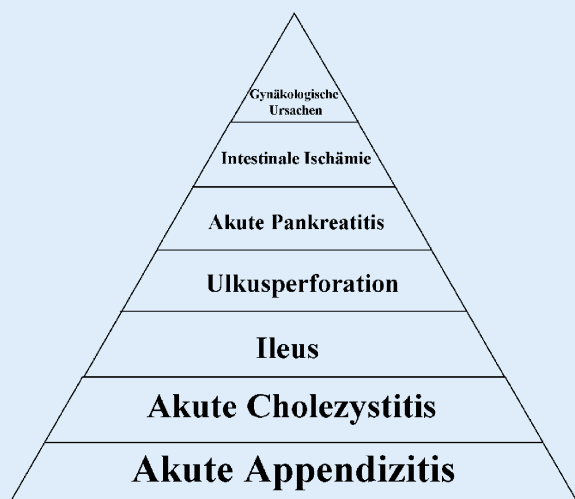 Gynäkologische
Ursachen
Intestinale Ischämie
Akute Pankreatitis
Ulkusperforation
Ileus
Akute Cholezystitis
Akute Appendizitis